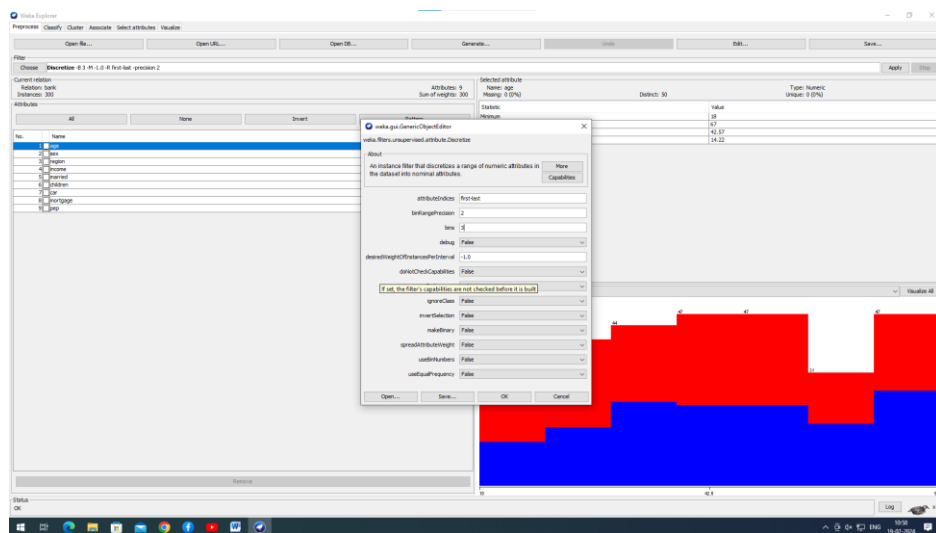 Weka Explorer
Preprocess Classify Cluster Associate Select attributes Visualize
Open file... Open URL... Open DB... Generate... Undo Edit... Save...
Filter
Choose Discretize -B 3 -M -1.0 -R first-last -precision 2 Apply Stop
Current relation
Relation: bank Attributes: 9
Instances: 300 Sum of weights: 300
Selected attribute
Name: age Type: Numeric
Missing: 0 (0%) Distinct: 50 Unique: 0 (0%)
Statistic Value
Minimum 18
67
42.57
14.22
Attributes
All None Invert Pattern
No. Name
1 age
2 sex
3 region
4 income
5 married
6 children
7 car
8 mortgage
9 pep
Remove
weka.gui.GenericObjectEditor
weka.filters.unsupervised.attribute.Discretize
About
An instance filter that discretizes a range of numeric attributes in
the dataset into nominal attributes.
More
Capabilities
attributeIndices first-last
binRangePrecision 2
bins 3
debug False
desiredWeightOfInstancesPerInterval -1.0
doNotCheckCapabilities False
If set, the filter's capabilities are not checked before it is built
ignoreClass False
invertSelection False
makeBinary False
spreadAttributeWeight False
useBinNumbers False
useEqualFrequency False
Open... Save... OK Cancel
Visualize All
44 47 47 47
18 42.5
Status
OK
Log x
ENG 10:58
19-02-2024